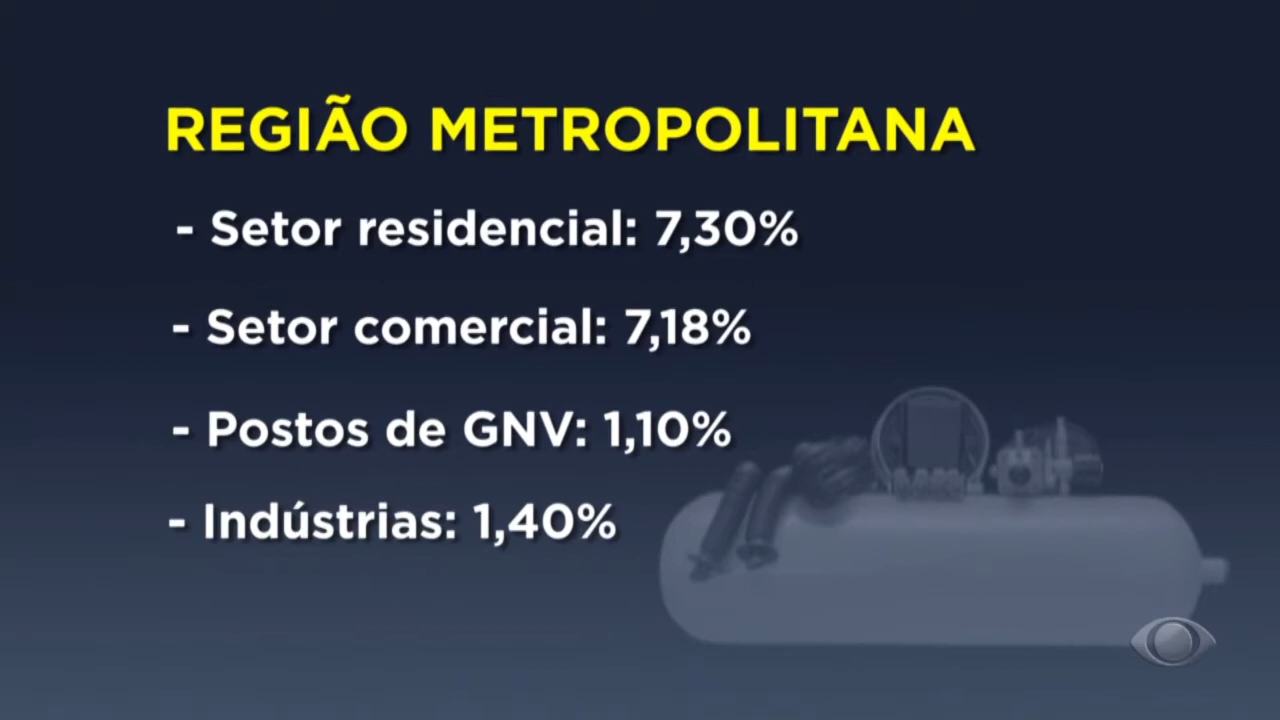 REGIÃO METROPOLITANA
- Setor residencial: 7,30%
- Setor comercial: 7,18%
- Postos de GNV: 1,10%
- Indústrias: 1,40%